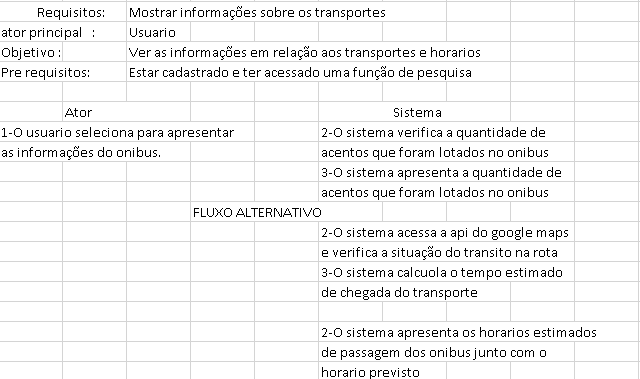 Requisitos: Mostrar informações sobre os transportes
ator principal : Usuario
Objetivo : Ver as informações em relação aos transportes e horarios
Pre requisitos: Estar cadastrado e ter acessado uma função de pesquisa
Ator Sistema
1-O usuario seleciona para apresentar
as informações do onibus.
2-O sistema verifica a quantidade de
acentos que foram lotados no onibus
3-O sistema apresenta a quantidade de
acentos que foram lotados no onibus
FLUXO ALTERNATIVO
2-O sistema acessa a api do google maps
e verifica a situação do transito na rota
3-O sistema calcuola o tempo estimado
de chegada do transporte
2-O sistema apresenta os horarios estimados
de passagem dos onibus junto com o
horario previsto